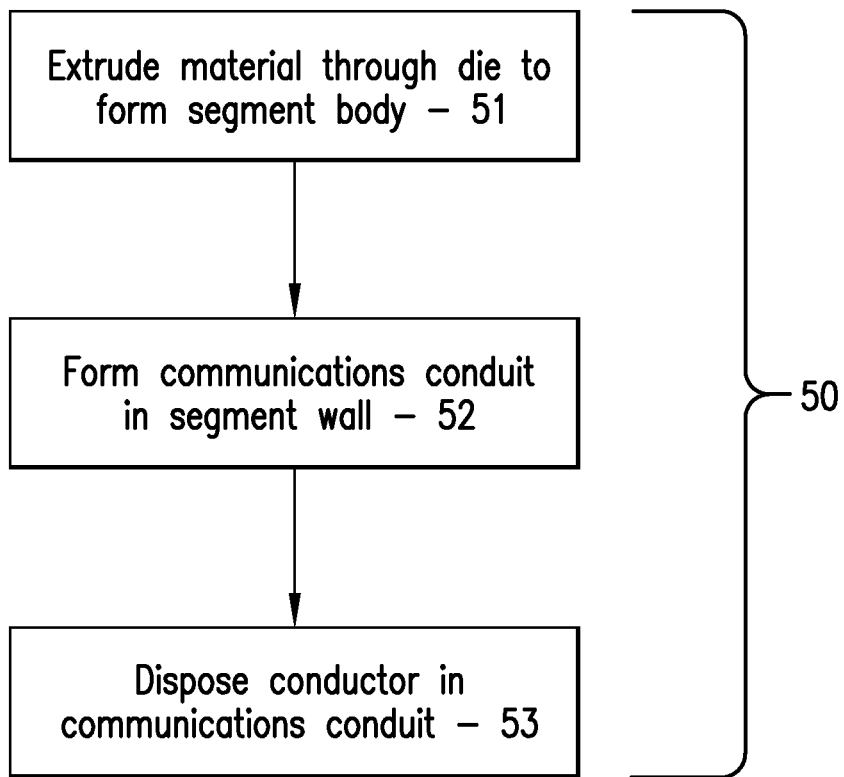 Extrude material through die to
form segment body – 51
Form communications conduit
in segment wall – 52
50
Dispose conductor in
communications conduit – 53